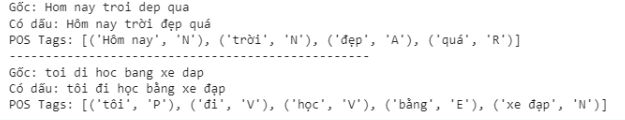 Gốc: Hom nay troi dep qua
Có dấu: Hôm nay trời đẹp quá
POS Tags: [('Hôm nay', 'N'), ('trời', 'N'), ('đẹp', 'A'), ('quá', 'R')]
--------------------------------------------------
Gốc: toi di hoc bang xe dap
Có dấu: tôi đi học bằng xe đạp
POS Tags: [('tôi', 'P'), ('đi', 'V'), ('học', 'V'), ('bằng', 'E'), ('xe đạp', 'N')]